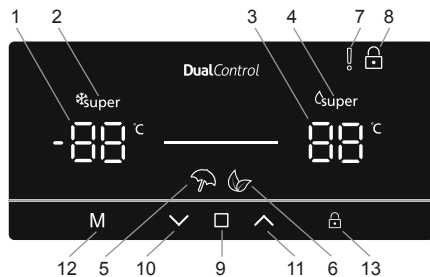 1 2 3 4 7 8
DualControl
super super
-88 °C 88 °C
M
12 5 10 9 11 6 13